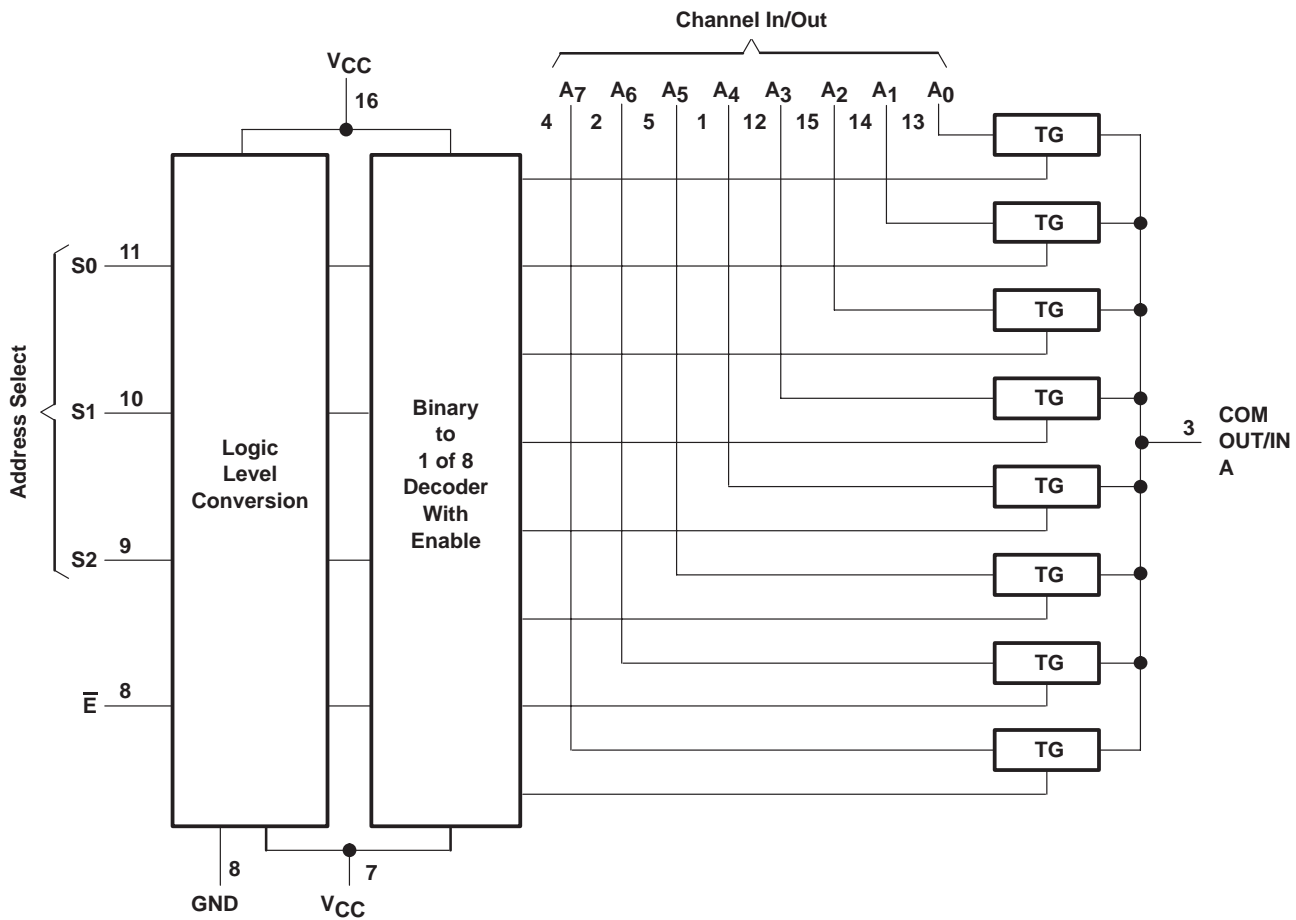 Channel In/Out
VCC
16
A7 A6 A5 A4 A3 A2 A1 A0
4 2 5 1 12 15 14 13
TG
TG
TG
TG
TG
TG
TG
TG
Address Select
S0 11
S1 10
S2 9
E̅ 8
Logic
Level
Conversion
Binary
to
1 of 8
Decoder
With
Enable
3
COM
OUT/IN
A
8
GND
7
VCC